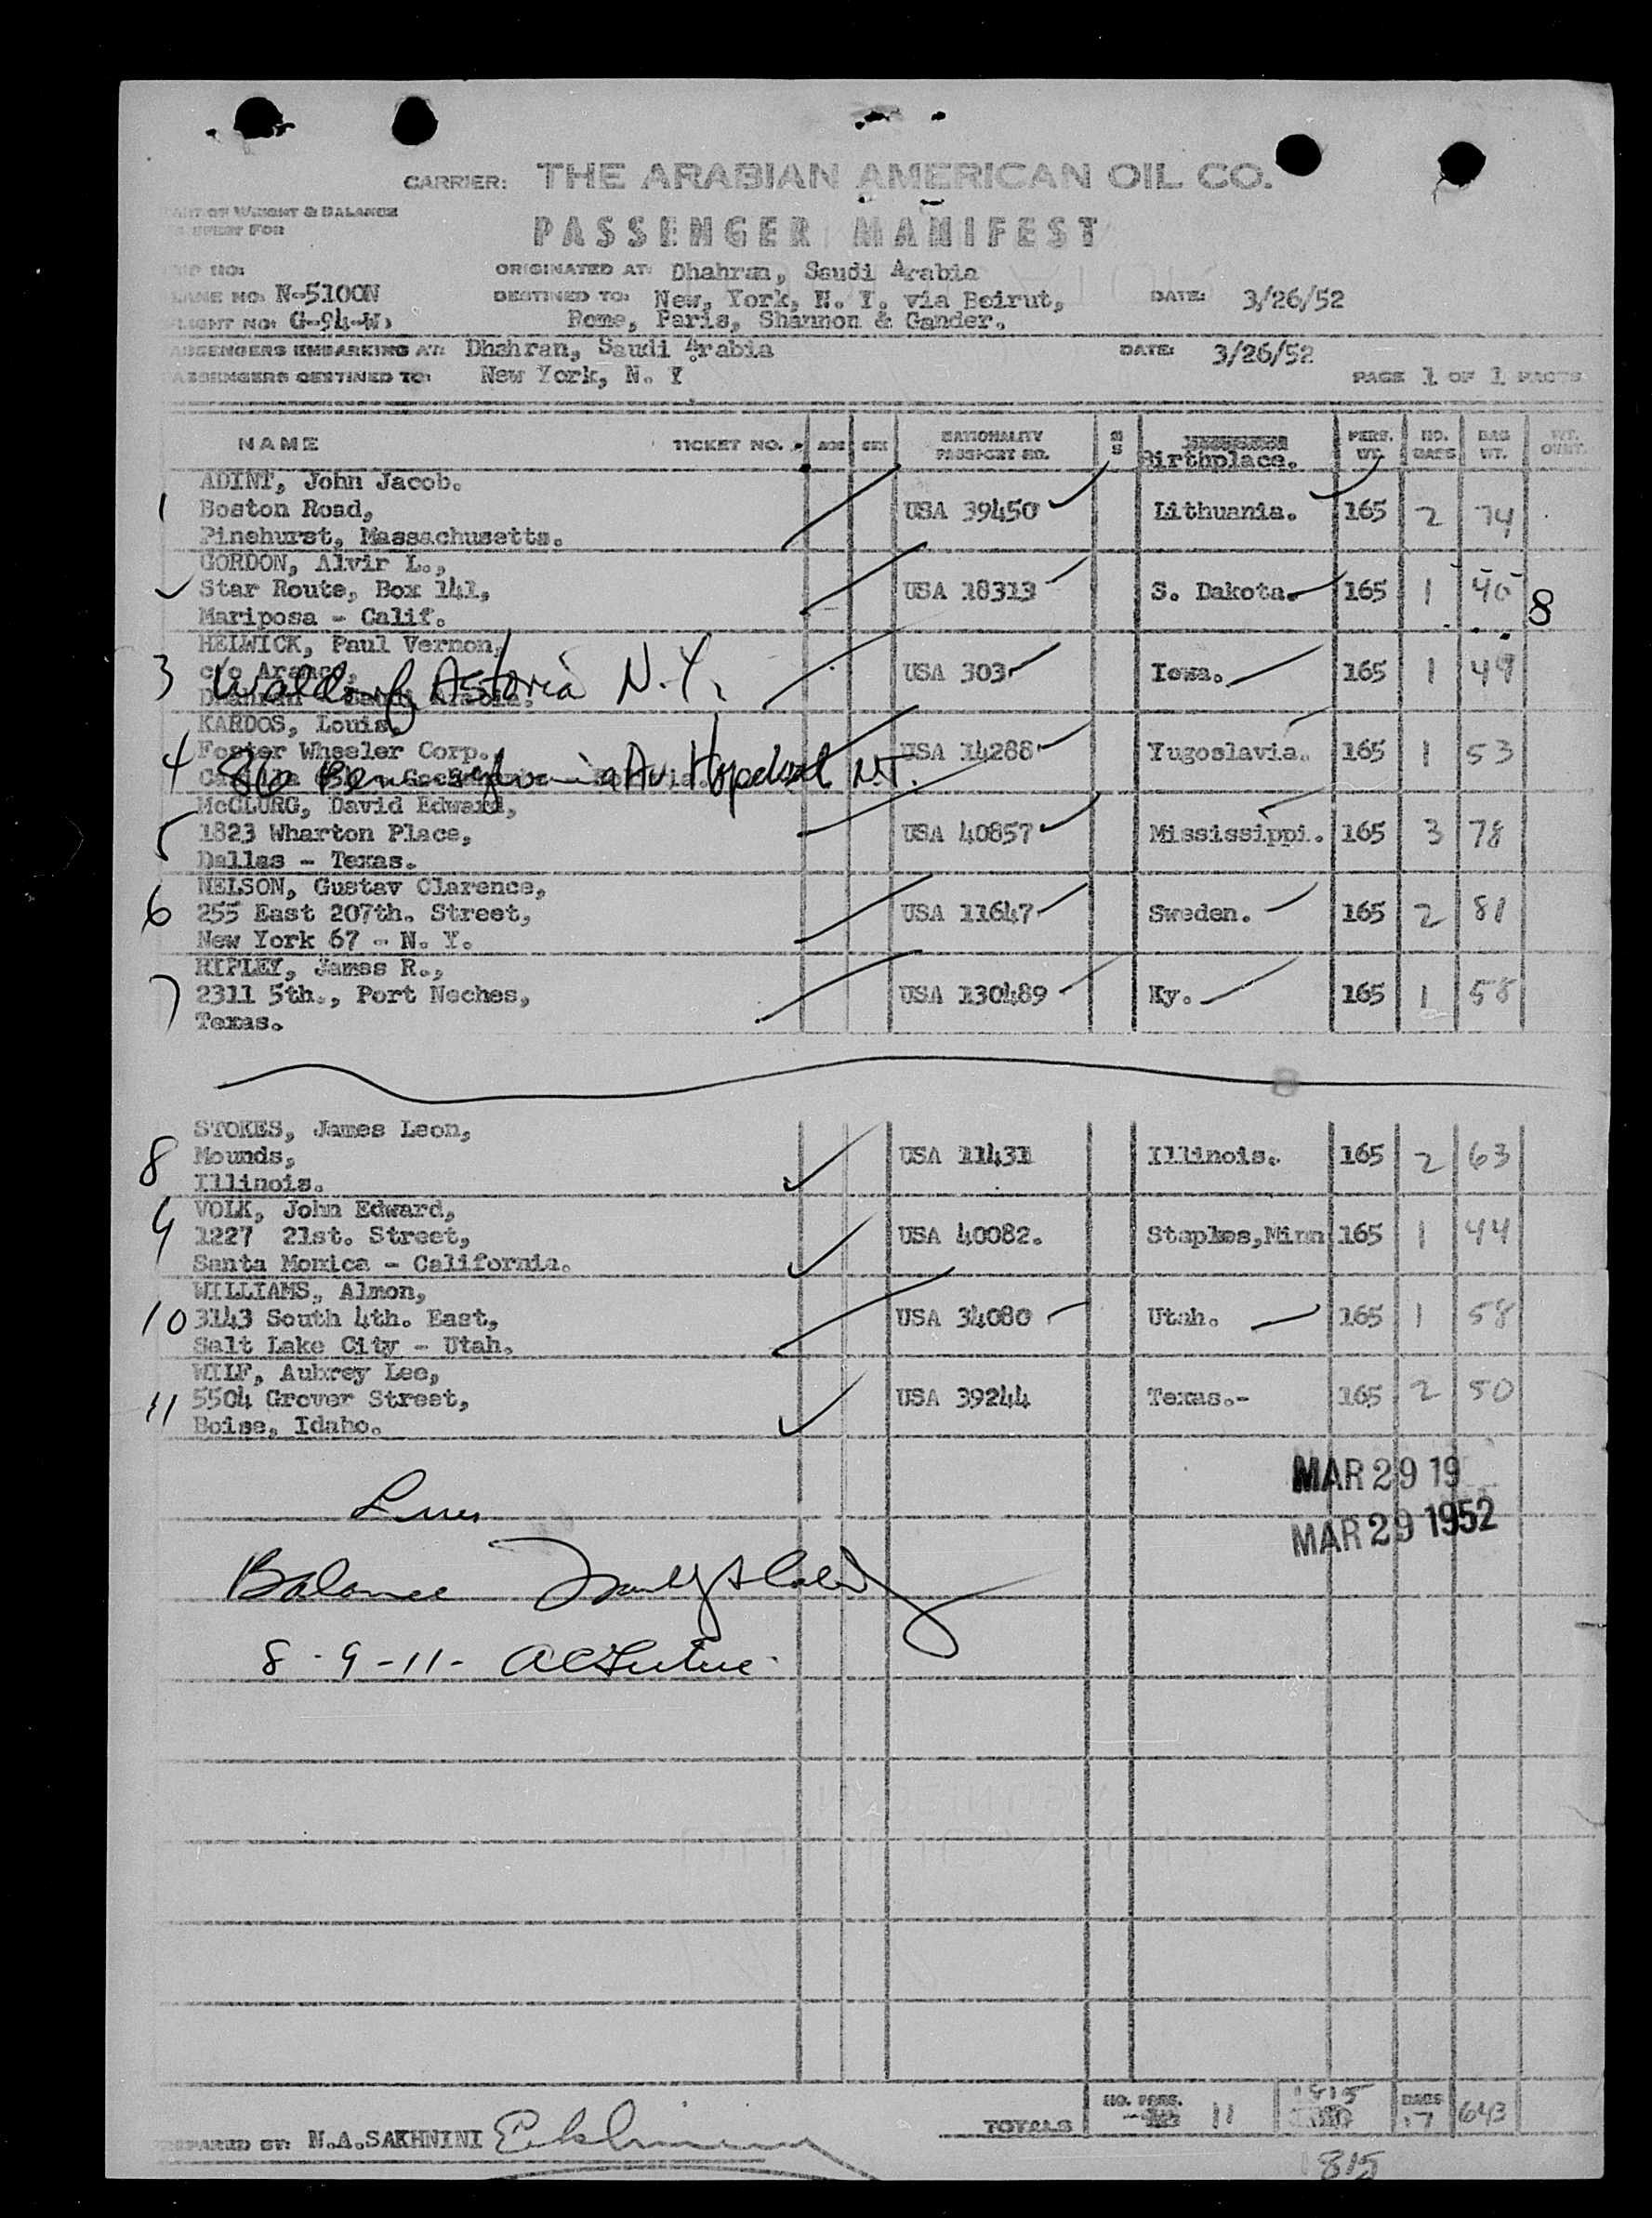 CARRIER: THE ARABIAN AMERICAN OIL CO.
OF WEIGHT & BALANCE
FOR
PASSENGER MANIFEST
NO:
ORIGINATED AT: Dhahran, Saudi Arabia
NO: N-5100N
DESTINED TO: New, York, N. Y. via Beirut,
DATE: 3/26/52
NO: G-94-W
Rome, Paris, Shannon & Gander.
PASSENGERS EMBARKING AT: Dhahran, Saudi Arabia
DATE: 3/26/52
PASSENGERS DESTINED TO: New York, N. Y
PAGE 1 OF 1 PAGES
NAME TICKET NO. AGE SEX NATIONALITY PASSPORT NO. M S Birthplace. PERS. WT. NO. BAGS BAG WT.
ADINT, John Jacob.
1 Boston Road, USA 39450 Lithuania. 165 2 74
Pinehurst, Massachusetts.
GORDON, Alvir L.,
Star Route, Box 141, USA 18313 S. Dakota. 165 1 40 8
Mariposa - Calif.
HELWICK, Paul Vernon,
3 c/o USA 303 Iowa. 165 1 49
Waldorf Astoria N.Y.
KARDOS, Louis,
4 Foster Wheeler Corp. USA 14288 Yugoslavia. 165 1 53
McCLURG, David Edward,
5 1823 Wharton Place, USA 40857 Mississippi. 165 3 78
Dallas - Texas.
NELSON, Gustav Clarence,
6 255 East 207th. Street, USA 11647 Sweden. 165 2 81
New York 67 - N. Y.
RIPLEY, James R.,
7 2311 5th., Port Neches, USA 130489 Ky. 165 1 58
Texas.
8
STOKES, James Leon,
8 Mounds, USA 11431 Illinois. 165 2 63
Illinois.
VOLK, John Edward,
9 1227 21st. Street, USA 40082. Staples,Minn 165 1 44
Santa Monica - California.
WILLIAMS, Almon,
10 3143 South 4th. East, USA 34080 Utah. 165 1 58
Salt Lake City - Utah.
WILF, Aubrey Lee,
11 5504 Grover Street, USA 39244 Texas.- 165 2 50
Boise, Idaho.
MAR 29 19
MAR 29 1952
Balance
8-9-11-
TOTALS NO. PERS. 11 1815 BAGS 17 643
PREPARED BY: N.A.SAKHNINI
1815